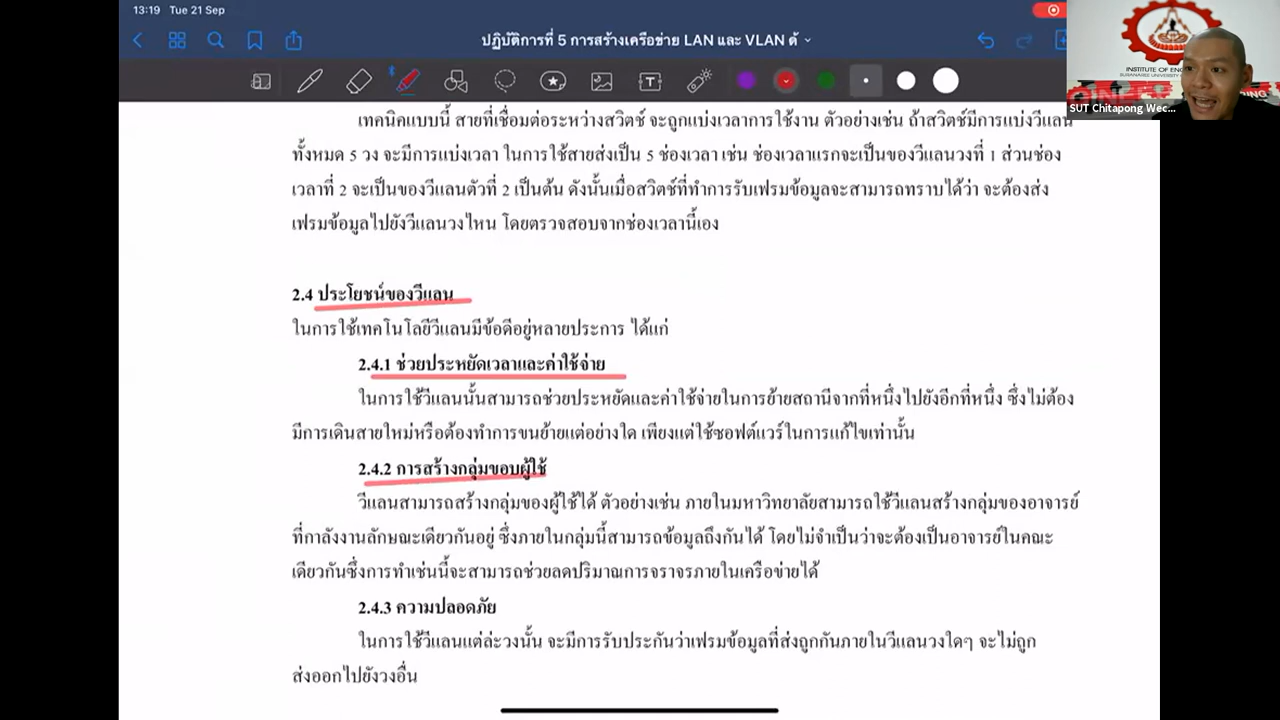 13:19 Tue 21 Sep
ปฏิบัติการที่ 5 การสร้างเครือข่าย LAN และ VLAN ด้
INSTITUTE OF ENG
SUT Chitapong Wec...
เทคนิคแบบนี้ สายที่เชื่อมต่อระหว่างสวิตช์ จะถูกแบ่งเวลาการใช้งาน ตัวอย่างเช่น ถ้าสวิตช์มีการแบ่งวีแลน
ทั้งหมด 5 วง จะมีการแบ่งเวลา ในการใช้สายส่งเป็น 5 ช่องเวลา เช่น ช่องเวลาแรกจะเป็นของวีแลนวงที่ 1 ส่วนช่อง
เวลาที่ 2 จะเป็นของวีแลนตัวที่ 2 เป็นต้น ดังนั้นเมื่อสวิตช์ที่ทำการรับเฟรมข้อมูลจะสามารถทราบได้ว่า จะต้องส่ง
เฟรมข้อมูลไปยังวีแลนวงไหน โดยตรวจสอบจากช่องเวลานี้เอง
2.4 ประโยชน์ของวีแลน
ในการใช้เทคโนโลยีวีแลนมีข้อดีอยู่หลายประการ ได้แก่
2.4.1 ช่วยประหยัดเวลาและค่าใช้จ่าย
ในการใช้วีแลนนั้นสามารถช่วยประหยัดและค่าใช้จ่ายในการย้ายสถานีจากที่หนึ่งไปยังอีกที่หนึ่ง ซึ่งไม่ต้อง
มีการเดินสายใหม่หรือต้องทำการขนย้ายแต่อย่างใด เพียงแต่ใช้ซอฟต์แวร์ในการแก้ไขเท่านั้น
2.4.2 การสร้างกลุ่มขอบผู้ใช้
วีแลนสามารถสร้างกลุ่มของผู้ใช้ได้ ตัวอย่างเช่น ภายในมหาวิทยาลัยสามารถใช้วีแลนสร้างกลุ่มของอาจารย์
ที่กาลังงานลักษณะเดียวกันอยู่ ซึ่งภายในกลุ่มนี้สามารถข้อมูลถึงกันได้ โดยไม่จำเป็นว่าจะต้องเป็นอาจารย์ในคณะ
เดียวกันซึ่งการทำเช่นนี้จะสามารถช่วยลดปริมาณการจราจรภายในเครือข่ายได้
2.4.3 ความปลอดภัย
ในการใช้วีแลนแต่ล่ะวงนั้น จะมีการรับประกันว่าเฟรมข้อมูลที่ส่งถูกกันภายในวีแลนวงใดๆ จะไม่ถูก
ส่งออกไปยังวงอื่น